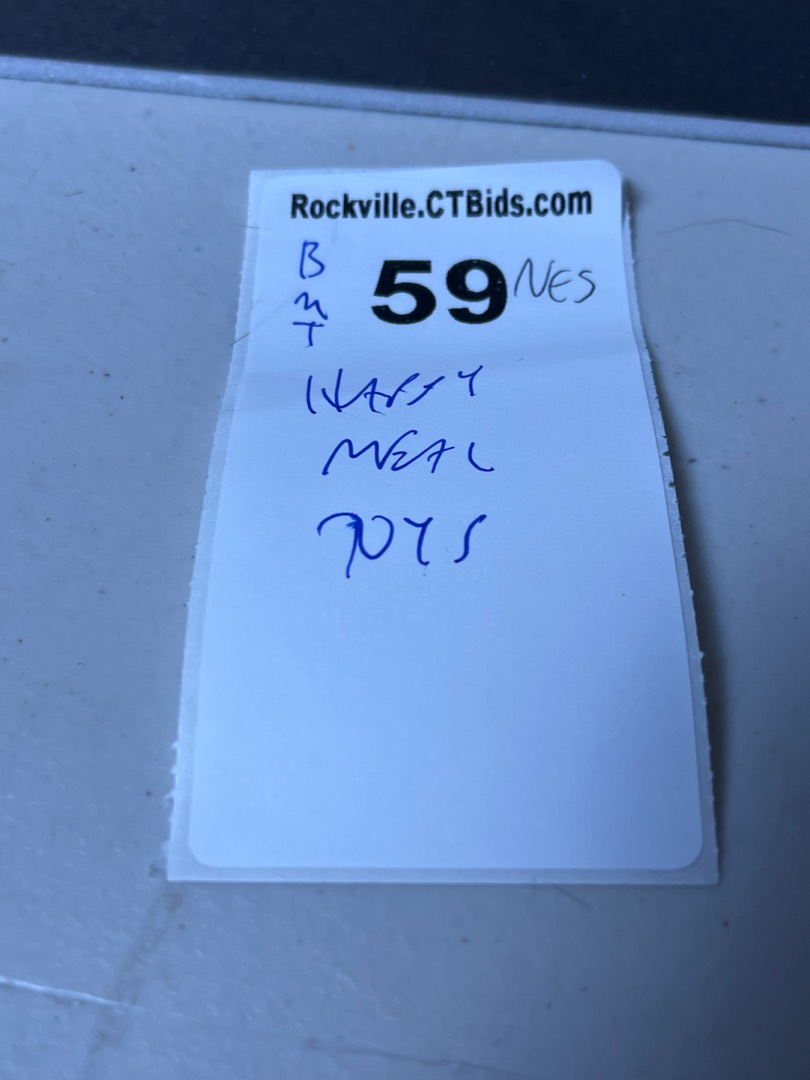 Rockville.CTBids.com
B 59 NES
M
T
HAPPY
MEAL
TOYS